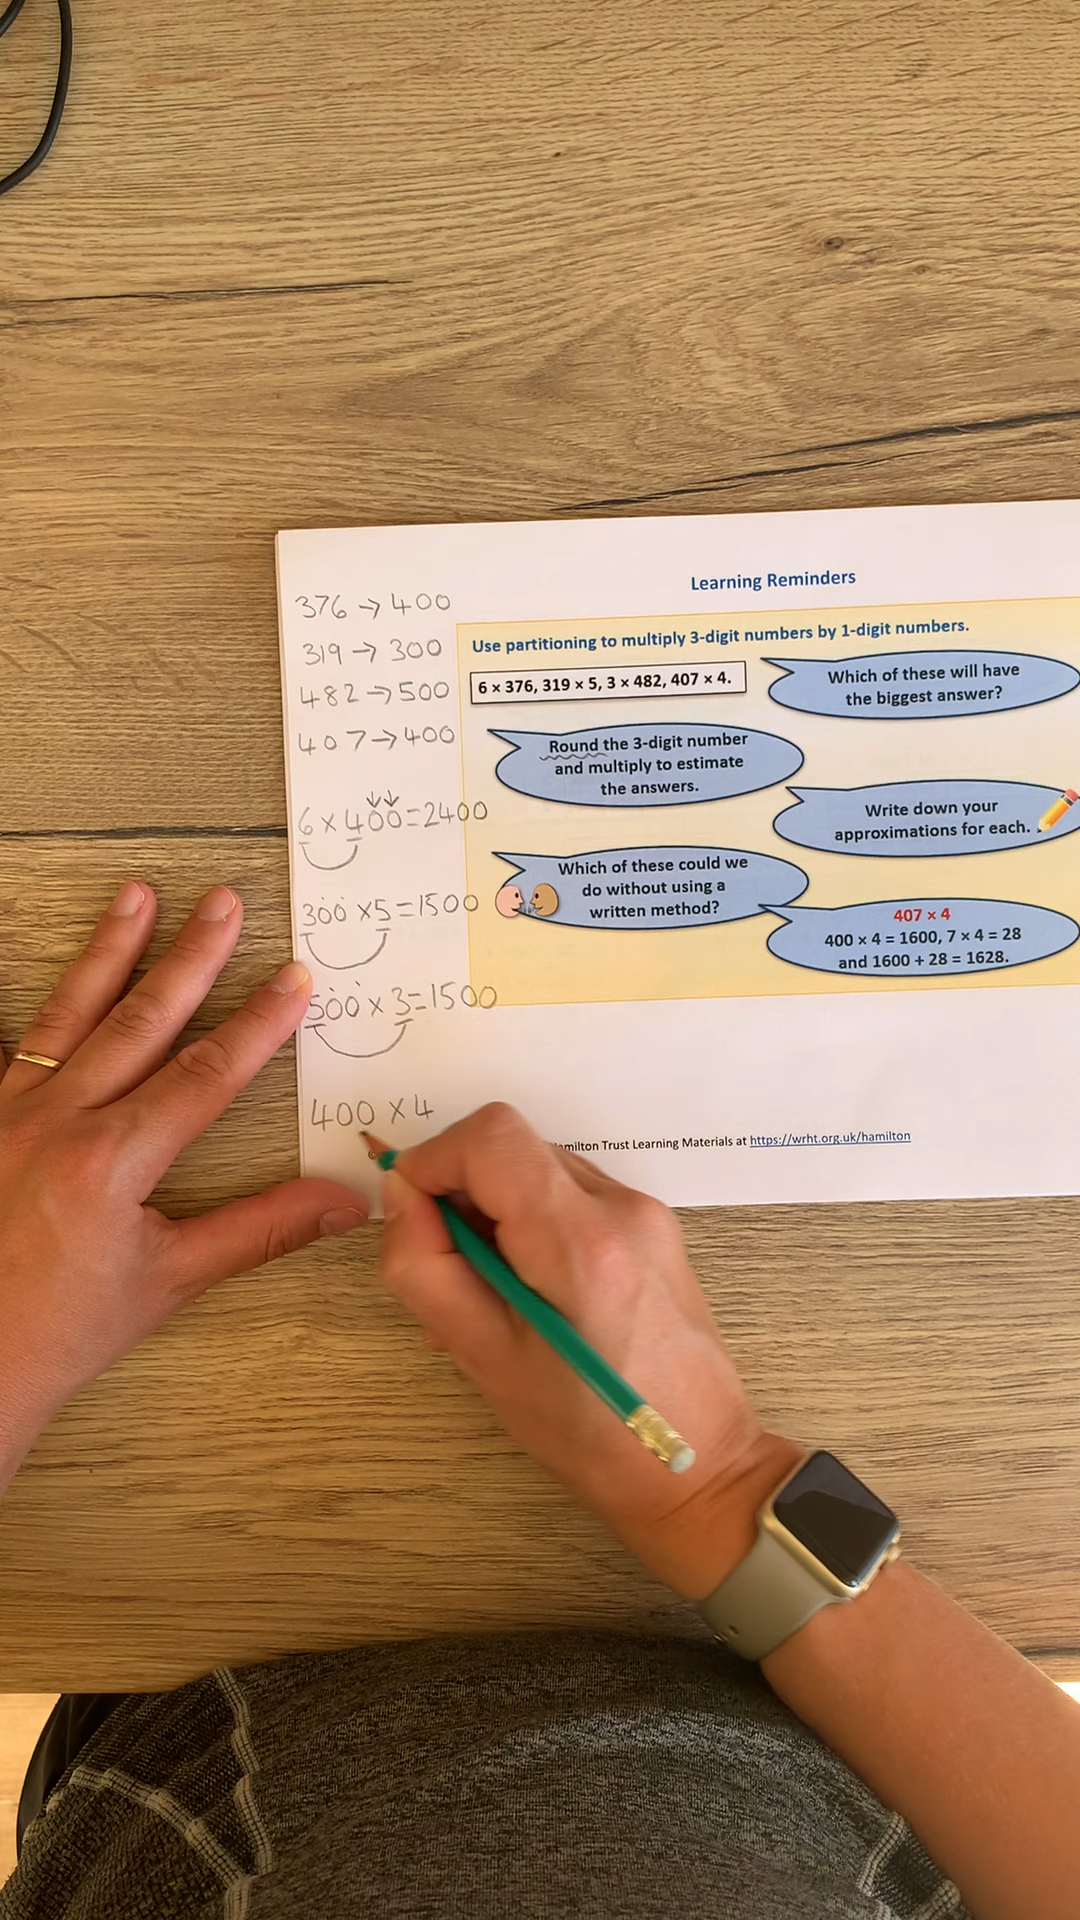 Learning Reminders
376 → 400
319 → 300
482 → 500
407 → 400
6 × 400 = 2400
300 × 5 = 1500
500 × 3 = 1500
400 × 4
Use partitioning to multiply 3-digit numbers by 1-digit numbers.
6 × 376, 319 × 5, 3 × 482, 407 × 4.
Which of these will have
the biggest answer?
Round the 3-digit number
and multiply to estimate
the answers.
Write down your
approximations for each.
Which of these could we
do without using a
written method?
407 × 4
400 × 4 = 1600, 7 × 4 = 28
and 1600 + 28 = 1628.
© Trust Learning Materials at https://wrht.org.uk/hamilton